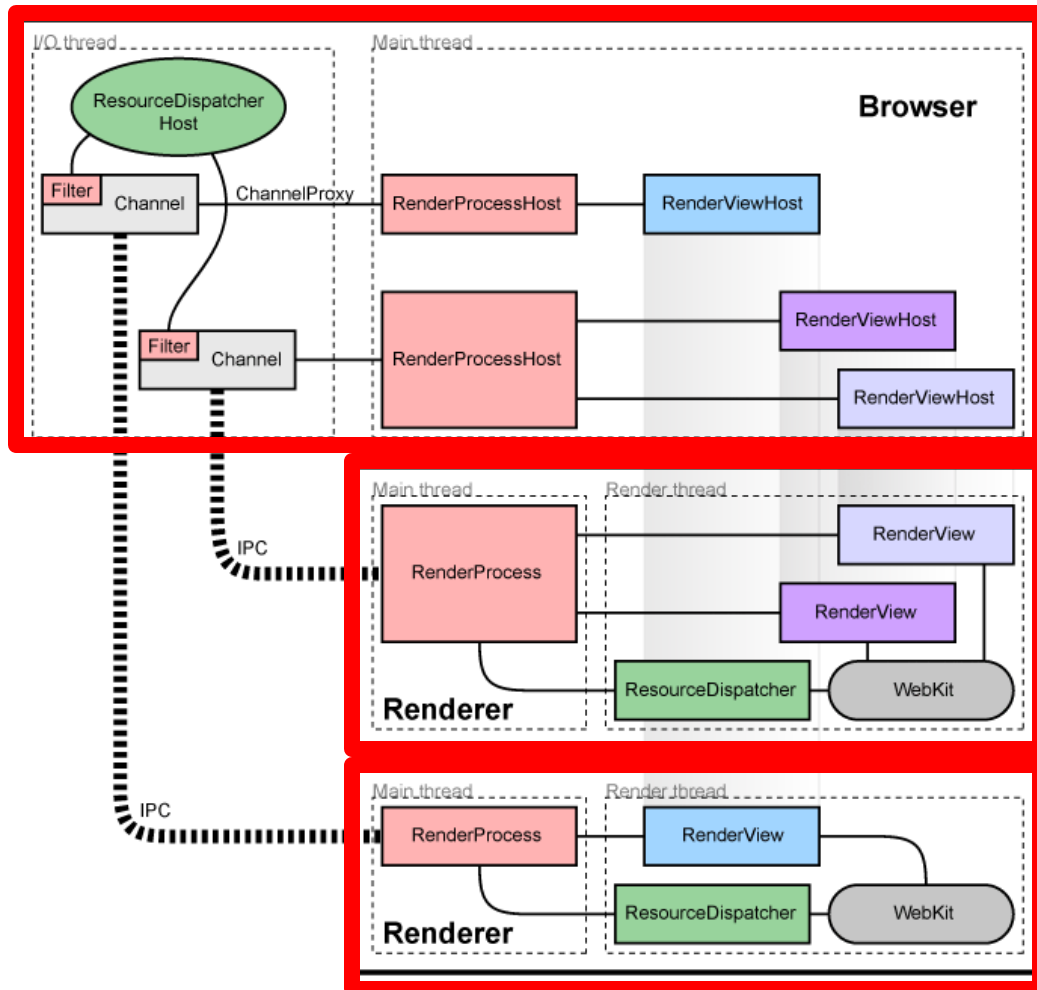 I/O thread
Main thread
ResourceDispatcher
Host
Browser
Filter
Channel
ChannelProxy
RenderProcessHost
RenderViewHost
Filter
Channel
RenderProcessHost
RenderViewHost
RenderViewHost
Main thread
Render thread
IPC
RenderProcess
RenderView
RenderView
ResourceDispatcher
WebKit
Renderer
Main thread
Render thread
IPC
RenderProcess
RenderView
ResourceDispatcher
WebKit
Renderer